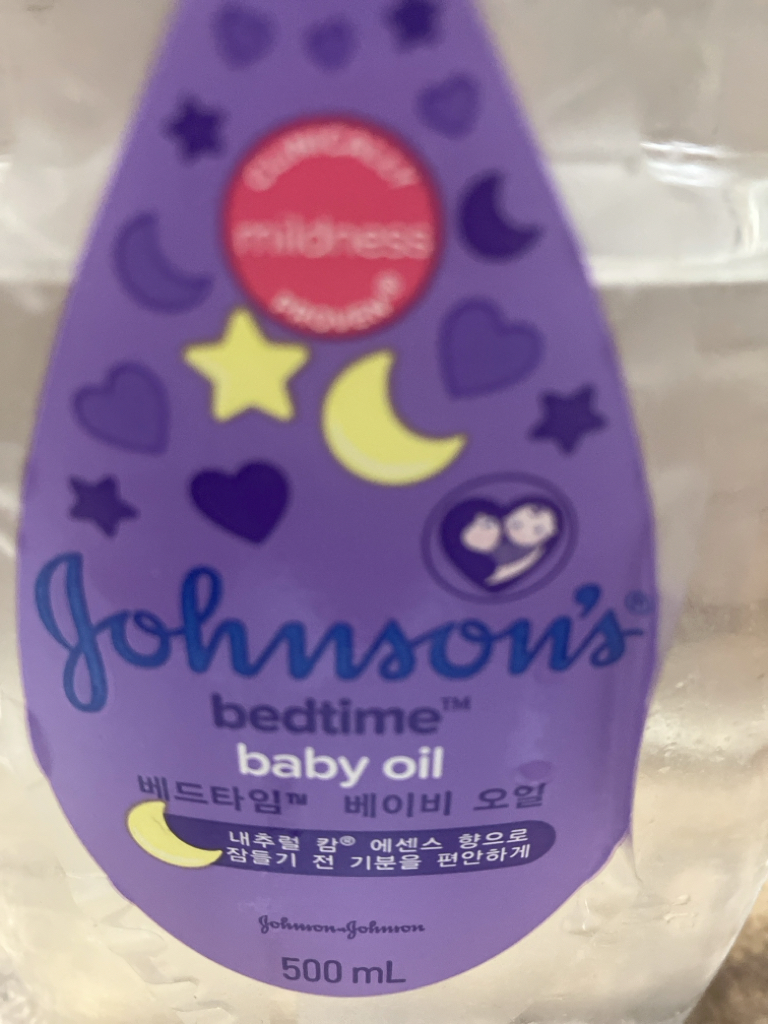 CLINICALLY
mildness
PROVEN®
Johnson's®
bedtime™
baby oil
베드타임™ 베이비 오일
내추럴 캄® 에센스 향으로
잠들기 전 기분을 편안하게
Johnson & Johnson
500 mL